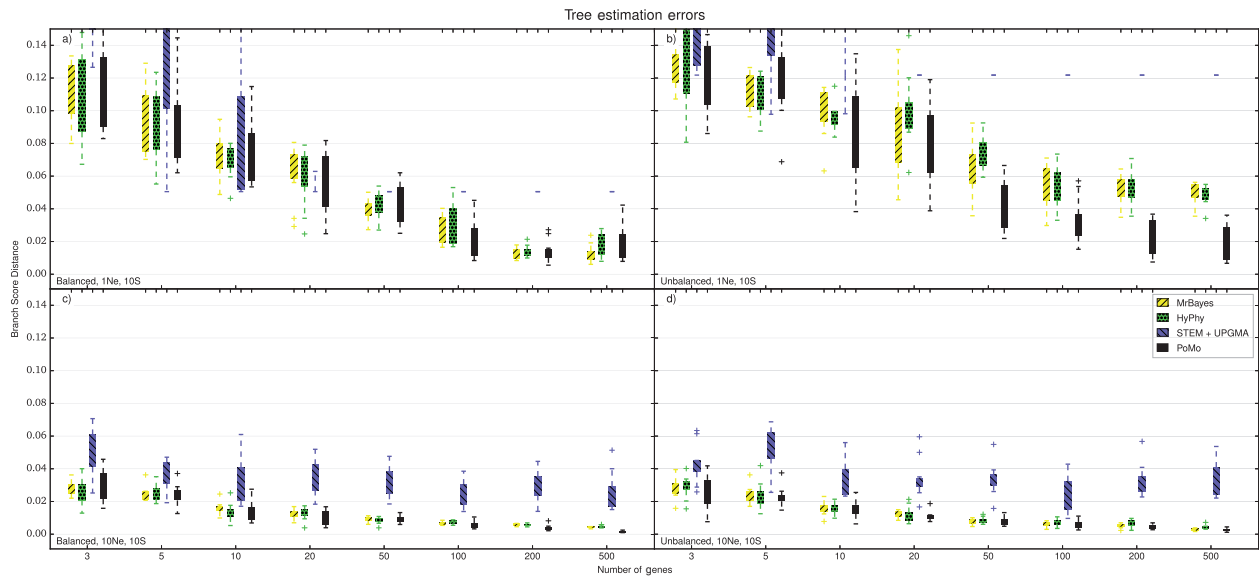 Tree estimation errors
a)
b)
0.14
0.12
0.10
0.08
0.06
0.04
0.02
0.00
Balanced, 1Ne, 10S
Unbalanced, 1Ne, 10S
Branch Score Distance
c)
d)
0.14
0.12
0.10
0.08
0.06
0.04
0.02
0.00
MrBayes
HyPhy
STEM + UPGMA
PoMo
Balanced, 10Ne, 10S
Unbalanced, 10Ne, 10S
3 5 10 20 50 100 200 500 3 5 10 20 50 100 200 500
Number of genes